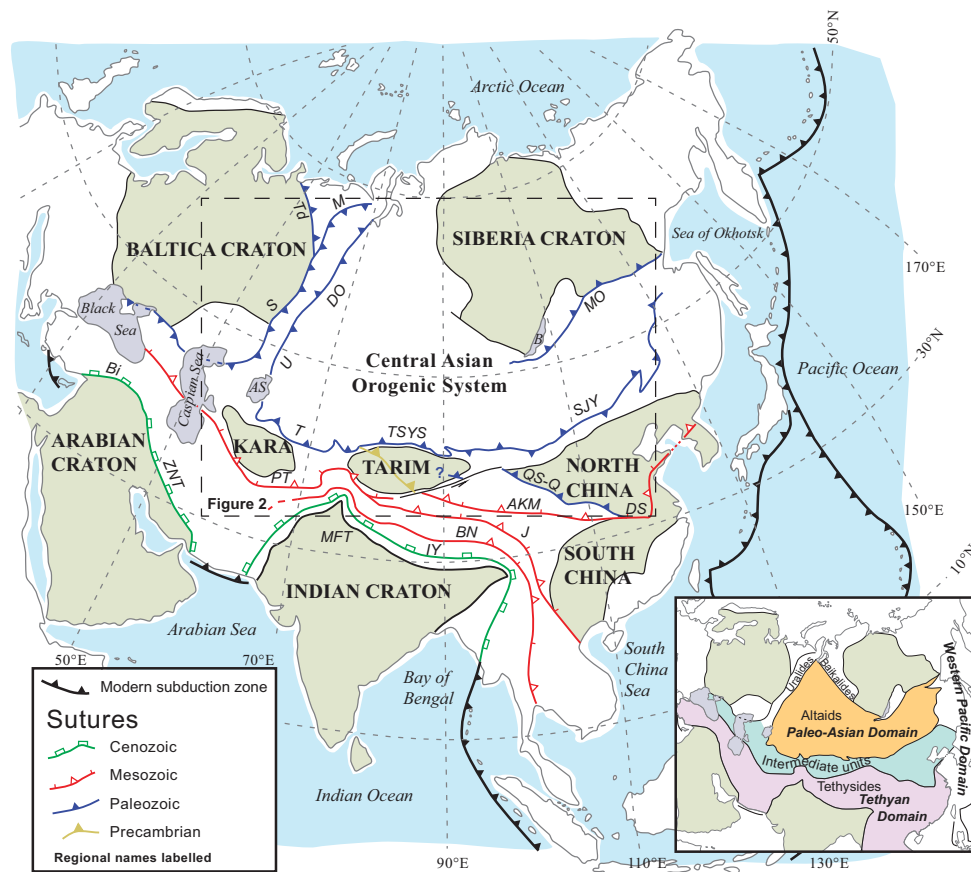 50°N
Arctic Ocean
Td
M
BALTICA CRATON
SIBERIA CRATON
Sea of Okhotsk
170°E
S
DO
MO
Black
Sea
B
30°N
Central Asian
Orogenic System
Pacific Ocean
U
Caspian Sea
AS
Bi
SJY
ARABIAN
CRATON
T
TSYS
KARA
TARIM
?
NORTH
CHINA
QS-Q
ZNT
PT
Figure 2
AKM
DS
150°E
MFT
IY
BN
J
SOUTH
CHINA
INDIAN CRATON
10°N
Arabian Sea
50°E
70°E
Bay of
Bengal
South
China
Sea
Indian Ocean
90°E
110°E
130°E
Modern subduction zone
Sutures
Cenozoic
Mesozoic
Paleozoic
Precambrian
Regional names labelled
Uralides
Baikalides
Altaids
Paleo-Asian Domain
Intermediate units
Tethysides
Tethyan
Domain
Western Pacific Domain